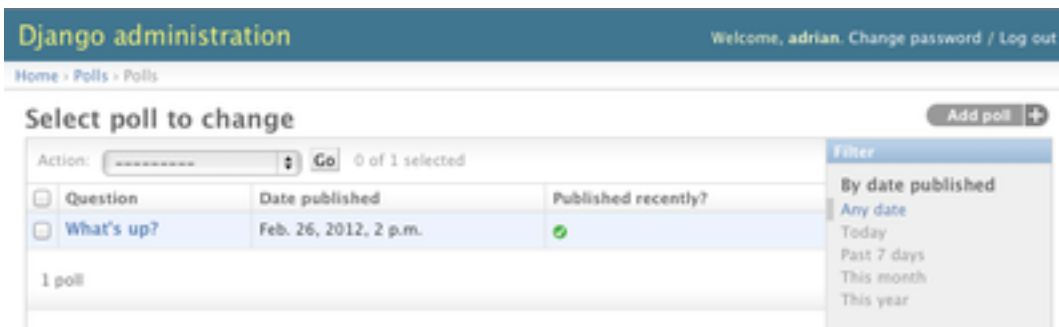 Django administration
Welcome, adrian. Change password / Log out
Home › Polls › Polls
Select poll to change
Add poll +
Action: --------- Go 0 of 1 selected
Question Date published Published recently?
What's up? Feb. 26, 2012, 2 p.m.
1 poll
Filter
By date published
Any date
Today
Past 7 days
This month
This year